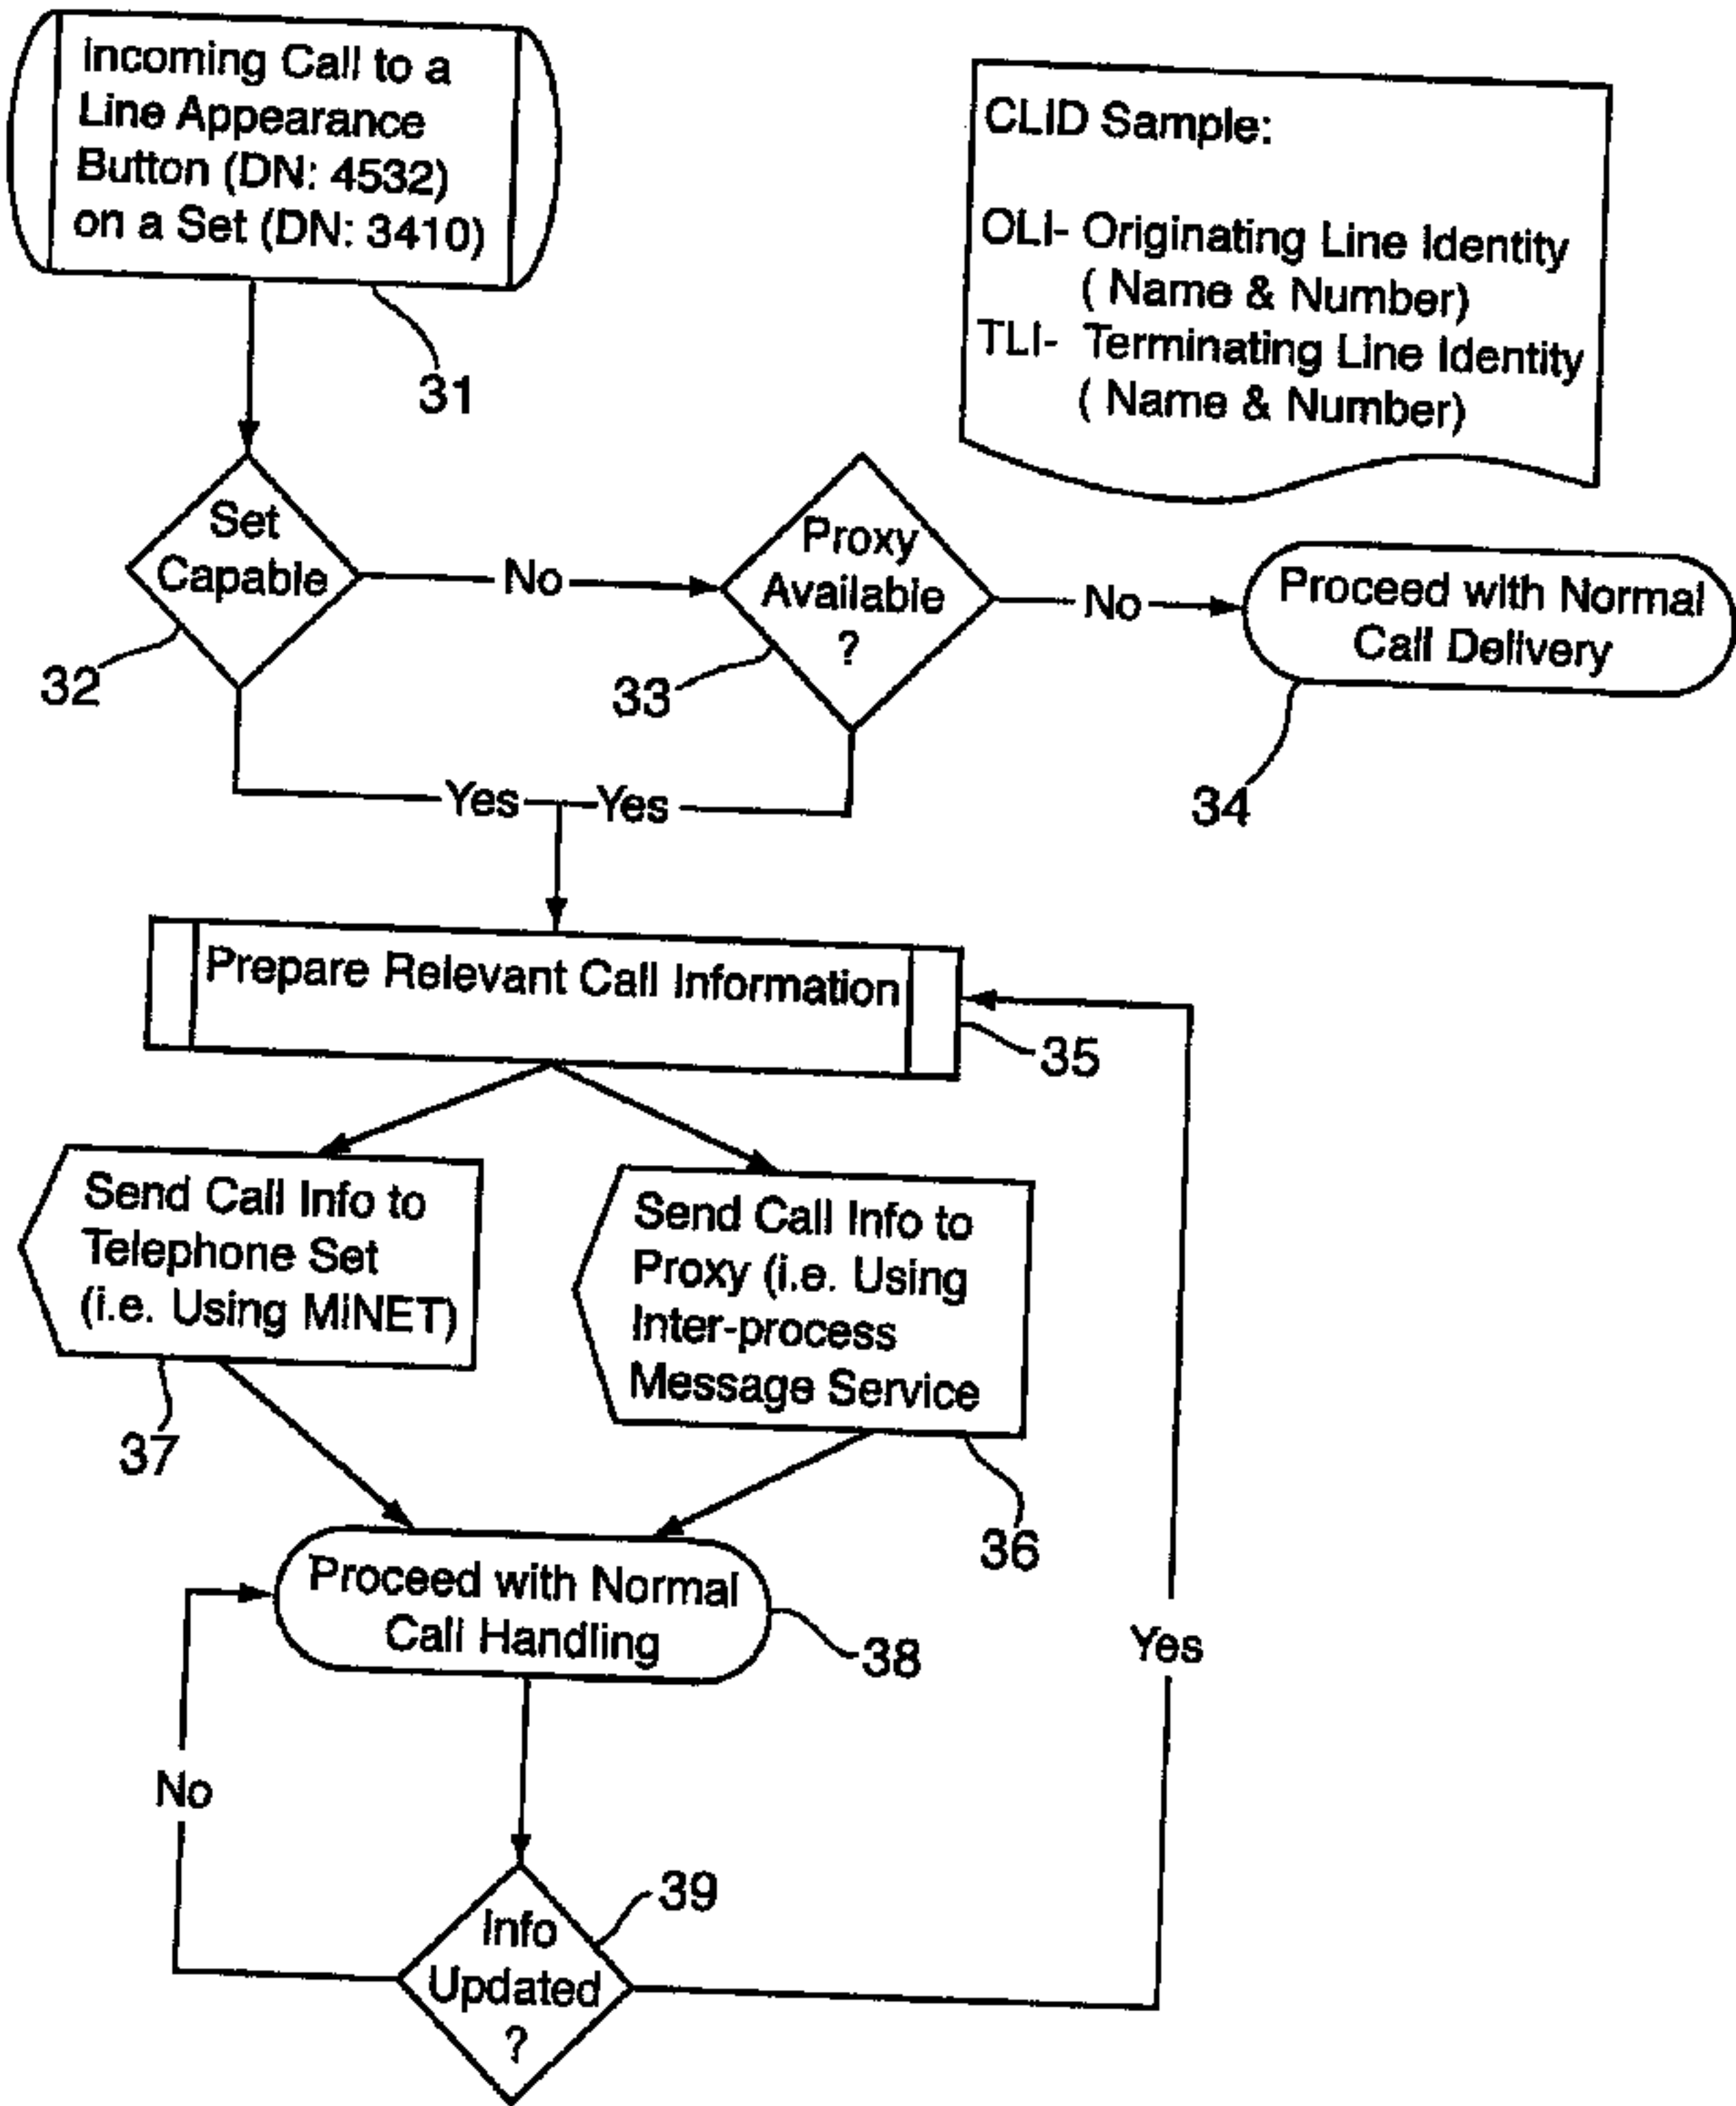 Incoming Call to a
Line Appearance
Button (DN: 4532)
on a Set (DN: 3410)
31
CLID Sample:
OLI- Originating Line Identity
( Name & Number)
TLI- Terminating Line Identity
( Name & Number)
Set
Capable
32
No
Proxy
Available
?
33
No
Proceed with Normal
Call Delivery
34
Yes
Yes
Prepare Relevant Call Information
35
Send Call Info to
Telephone Set
(i.e. Using MiNET)
37
Send Call Info to
Proxy (i.e. Using
Inter-process
Message Service
36
Proceed with Normal
Call Handling
38
Yes
No
39
Info
Updated
?